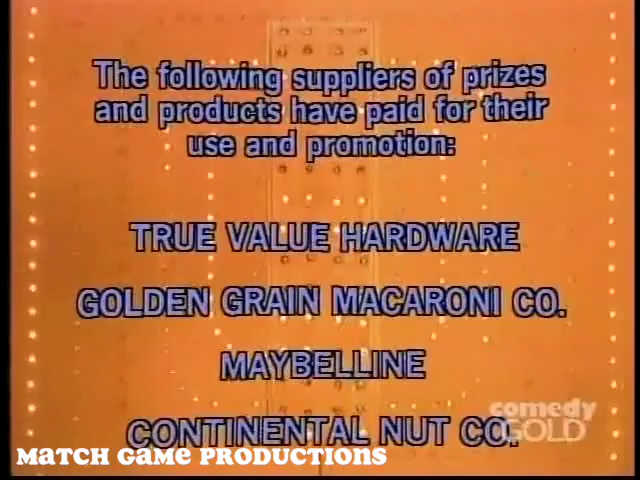 The following suppliers of prizes
and products have paid for their
use and promotion:
TRUE VALUE HARDWARE
GOLDEN GRAIN MACARONI CO.
MAYBELLINE
CONTINENTAL NUT CO.
comedy
GOLD
MATCH GAME PRODUCTIONS